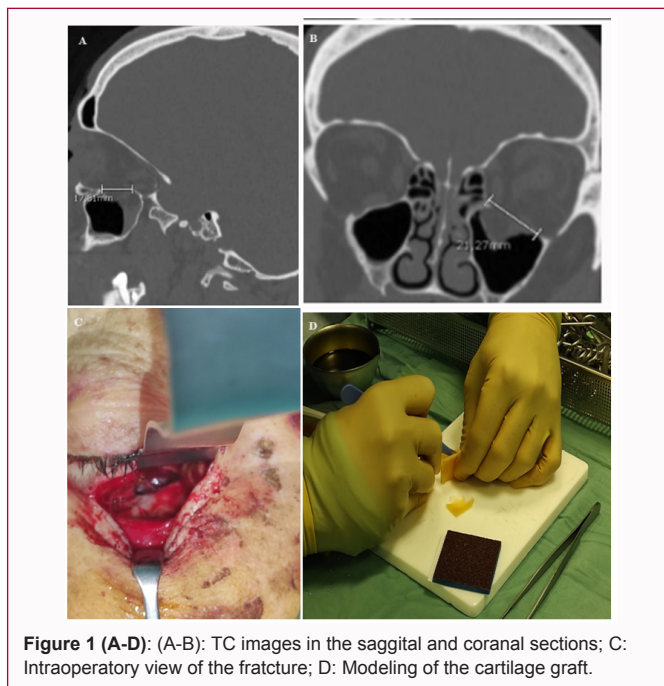 A
B
17,81mm
21,27mm
C
D
Figure 1 (A-D): (A-B): TC images in the saggital and coranal sections; C:
Intraoperatory view of the fratcture; D: Modeling of the cartilage graft.